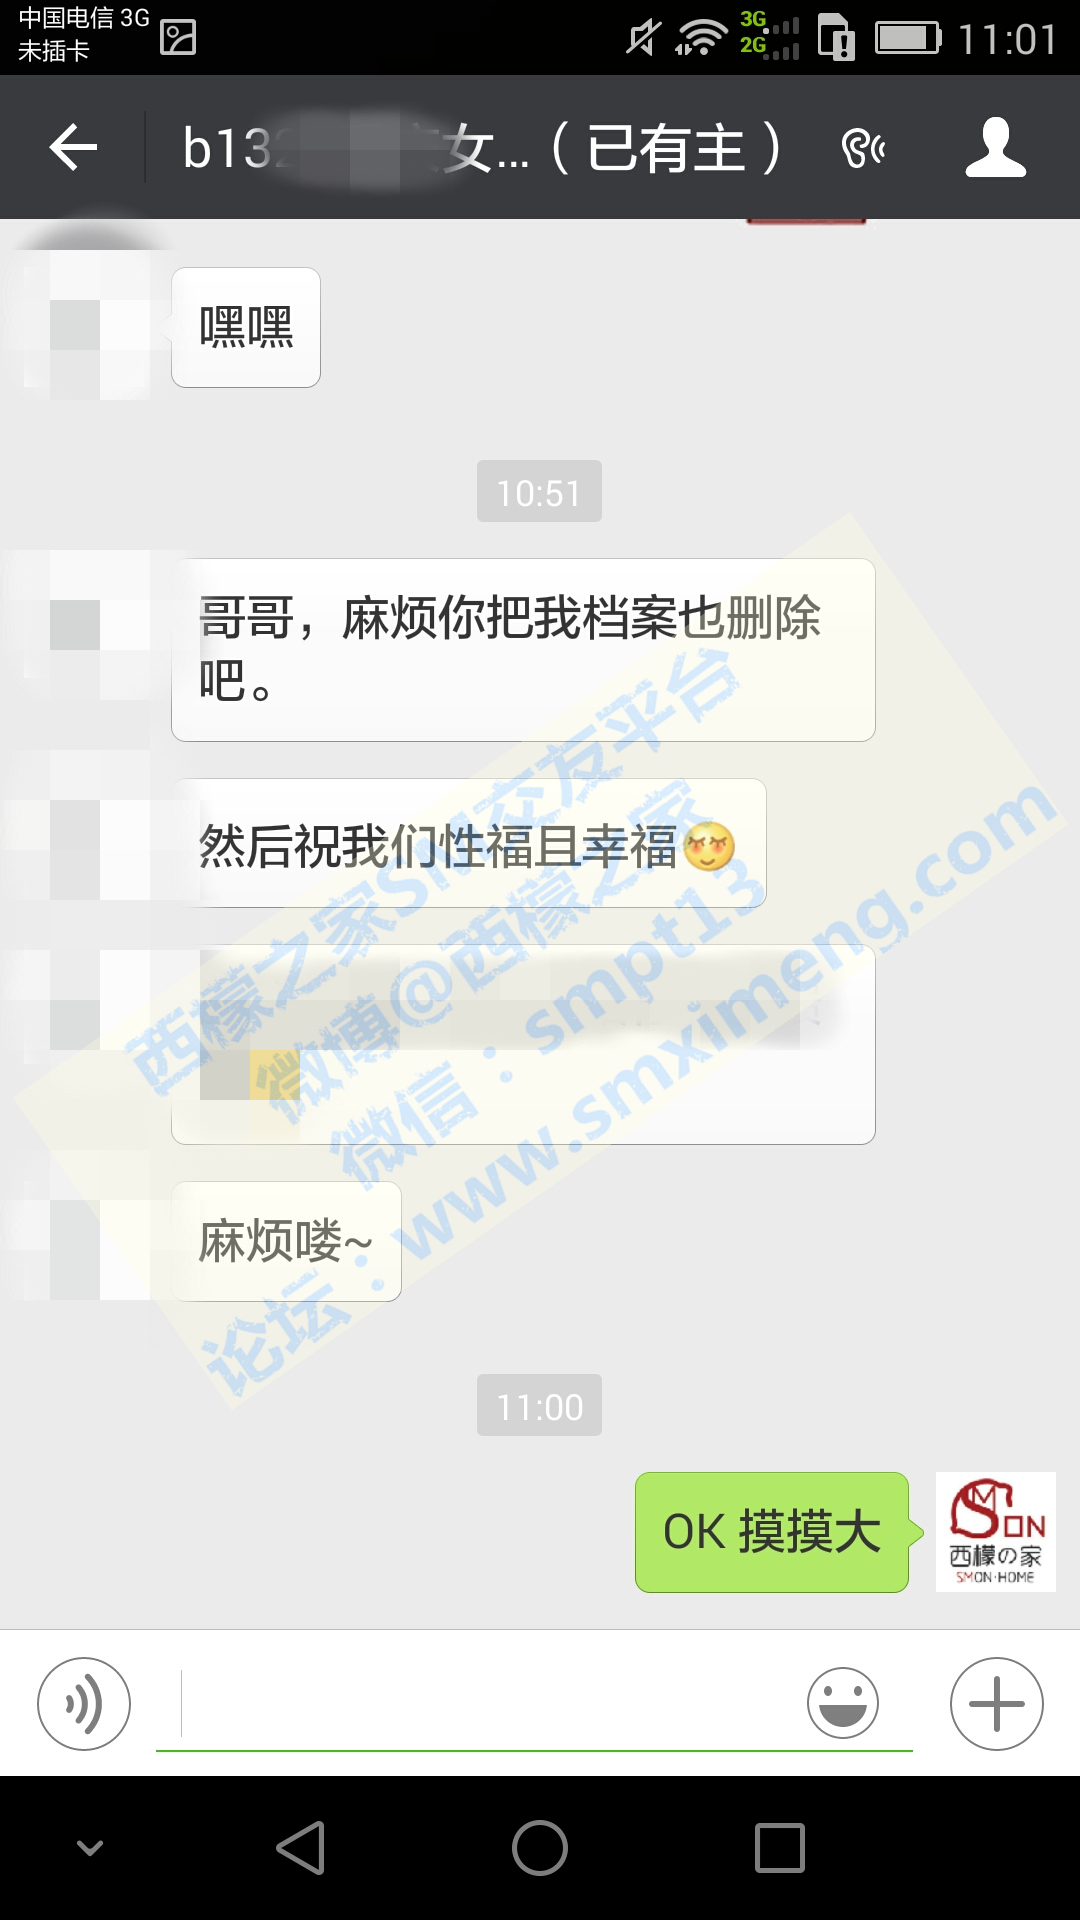 中国电信 3G
未插卡
3G
2G
11:01
b13 女...（已有主）
嘿嘿
10:51
哥哥，麻烦你把我档案也删除
吧。
然后祝我们性福且幸福
麻烦喽~
11:00
OK 摸摸大
SMON
西檬の家
SMON·HOME
西檬之家SM交友平台
微博@西檬之家
微信：smpt13
论坛：www.smximeng.com